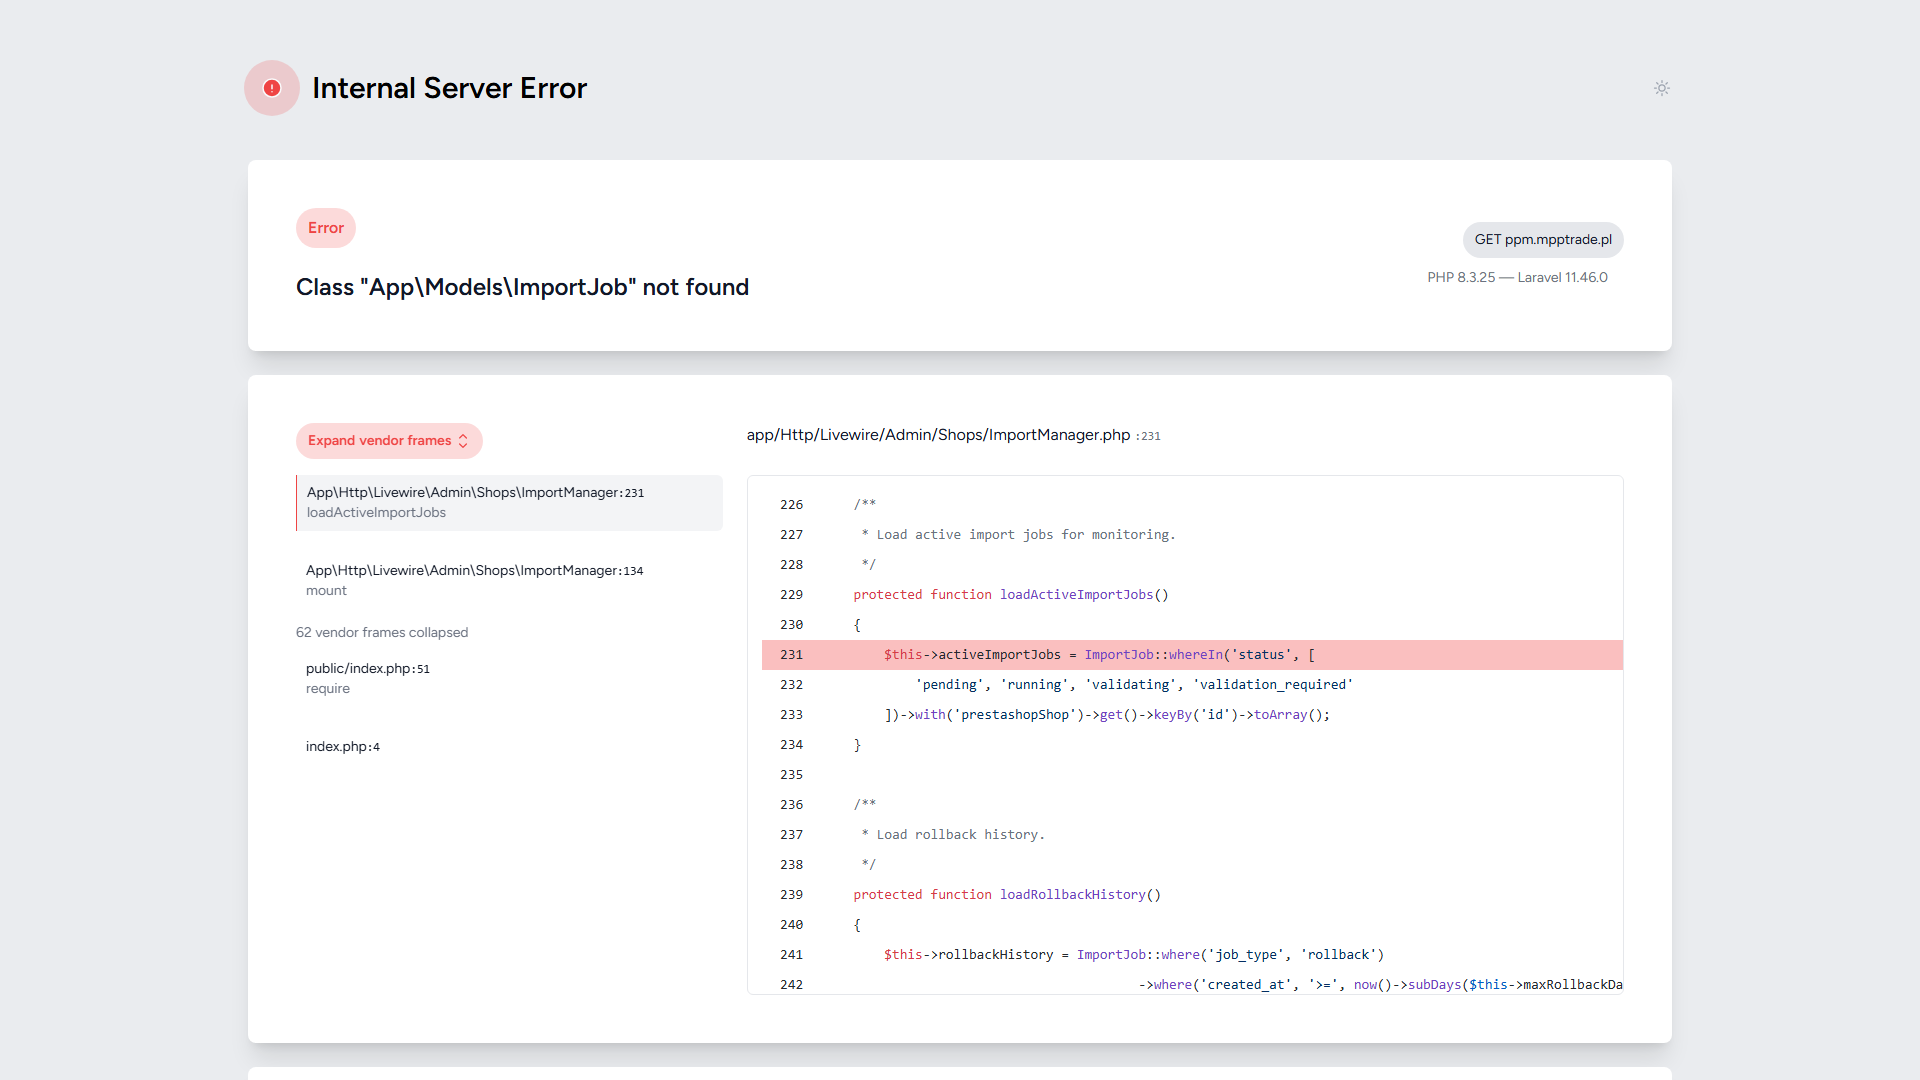 Internal Server Error
Error
GET ppm.mpptrade.pl
Class "App\Models\ImportJob" not found
PHP 8.3.25 — Laravel 11.46.0
Expand vendor frames
App\Http\Livewire\Admin\Shops\ImportManager:231
loadActiveImportJobs
App\Http\Livewire\Admin\Shops\ImportManager:134
mount
62 vendor frames collapsed
public/index.php:51
require
index.php:4
app/Http/Livewire/Admin/Shops/ImportManager.php :231
226 /**
227 * Load active import jobs for monitoring.
228 */
229 protected function loadActiveImportJobs()
230 {
231 $this->activeImportJobs = ImportJob::whereIn('status', [
232 'pending', 'running', 'validating', 'validation_required'
233 ])->with('prestashopShop')->get()->keyBy('id')->toArray();
234 }
235
236 /**
237 * Load rollback history.
238 */
239 protected function loadRollbackHistory()
240 {
241 $this->rollbackHistory = ImportJob::where('job_type', 'rollback')
242 ->where('created_at', '>=', now()->subDays($this->maxRollbackDa